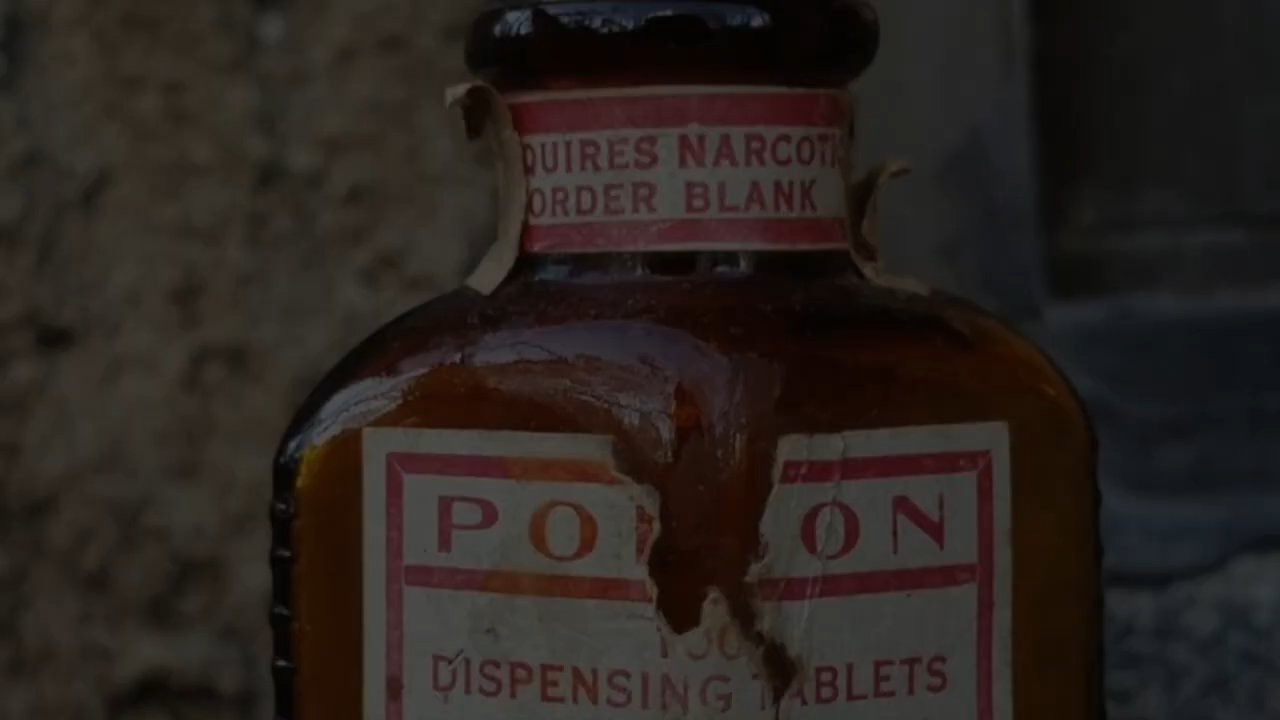 QUIRES NARCOTI
ORDER BLANK
PO ON
DISPENSING TABLETS